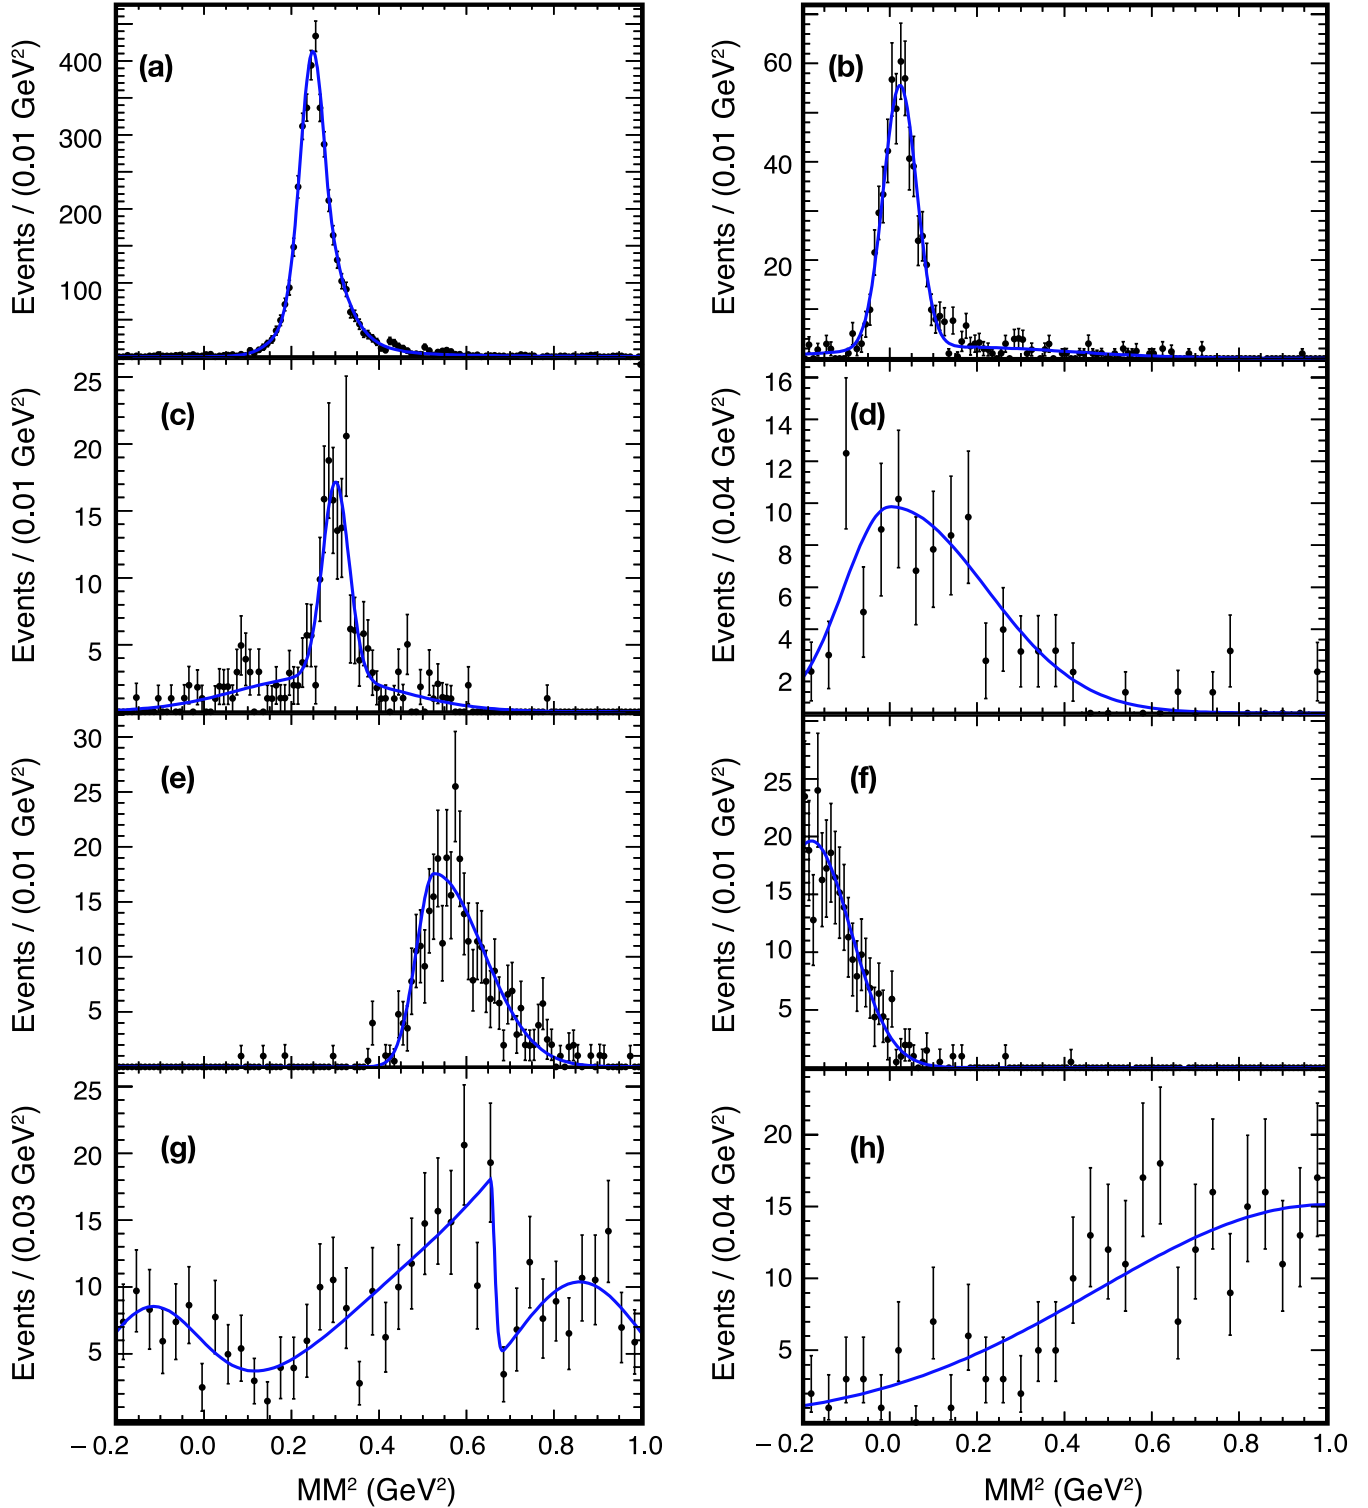 Events / (0.01 GeV²)
400
300
200
100
(a)
Events / (0.01 GeV²)
60
40
20
(b)
Events / (0.01 GeV²)
25
20
15
10
5
(c)
Events / (0.04 GeV²)
16
14
12
10
8
6
4
2
(d)
Events / (0.01 GeV²)
30
25
20
15
10
5
(e)
Events / (0.01 GeV²)
25
20
15
10
5
(f)
Events / (0.03 GeV²)
25
20
15
10
5
(g)
−0.2 0.0 0.2 0.4 0.6 0.8 1.0
MM² (GeV²)
Events / (0.04 GeV²)
20
15
10
5
(h)
−0.2 0.0 0.2 0.4 0.6 0.8 1.0
MM² (GeV²)